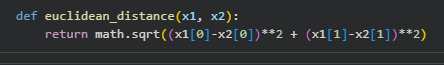 def euclidean_distance(x1, x2):
    return math.sqrt((x1[0]-x2[0])**2 + (x1[1]-x2[1])**2)